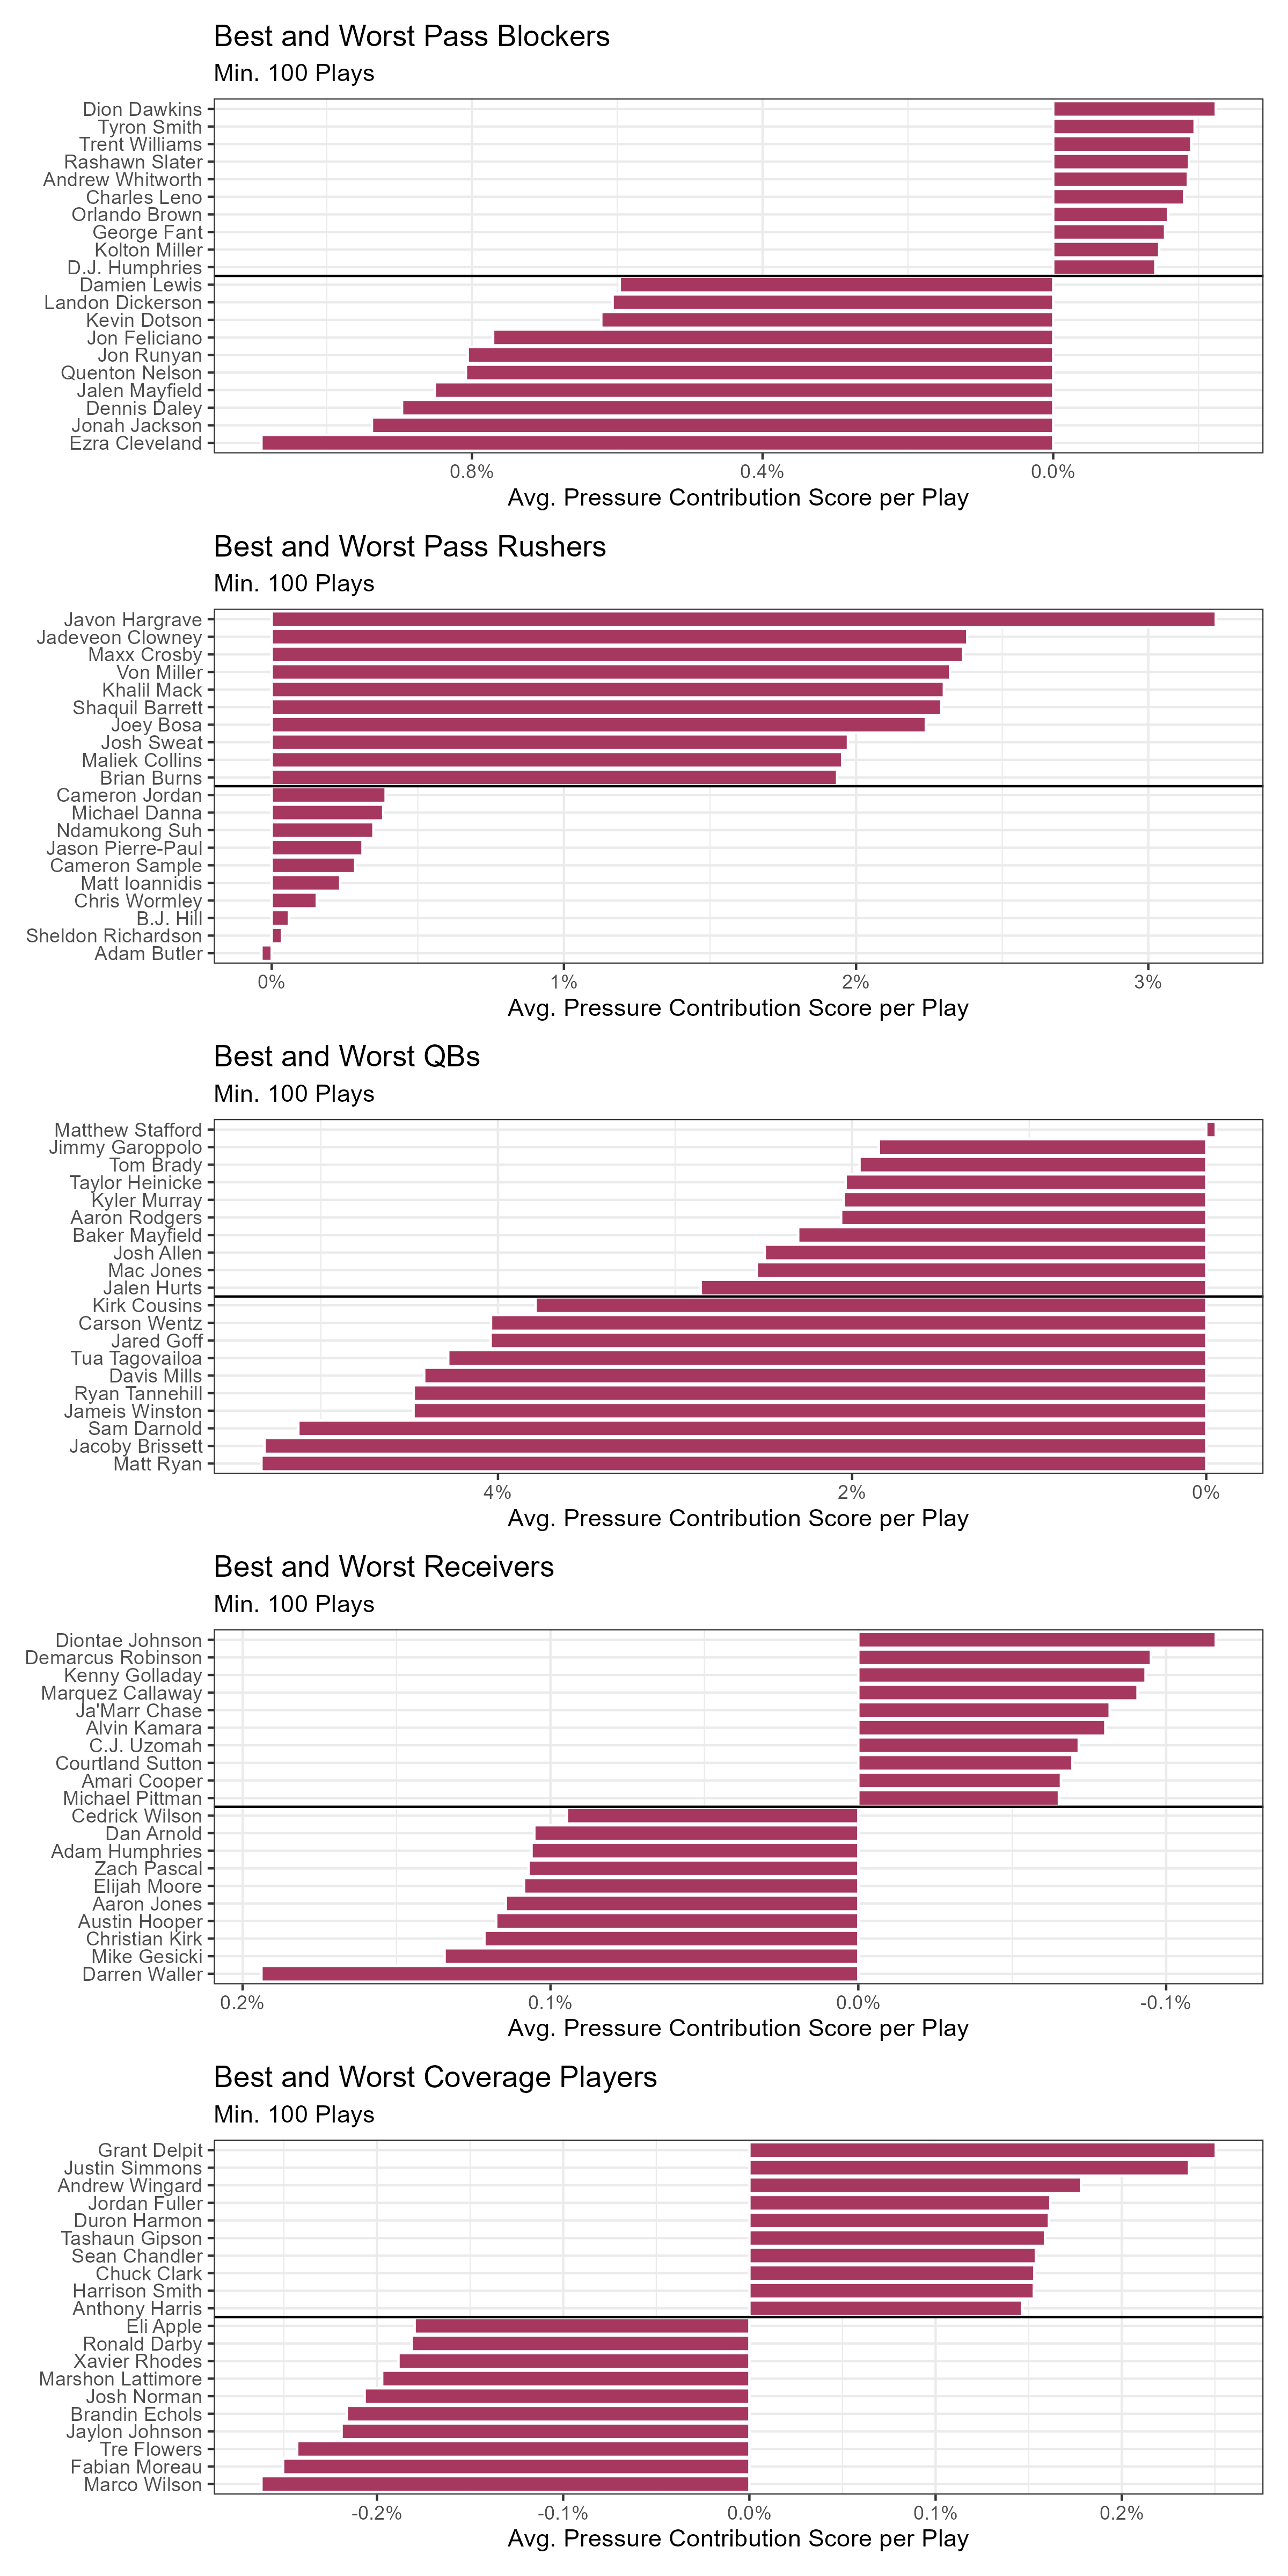 Best and Worst Pass Blockers
Min. 100 Plays
Dion Dawkins
Tyron Smith
Trent Williams
Rashawn Slater
Andrew Whitworth
Charles Leno
Orlando Brown
George Fant
Kolton Miller
D.J. Humphries
Damien Lewis
Landon Dickerson
Kevin Dotson
Jon Feliciano
Jon Runyan
Quenton Nelson
Jalen Mayfield
Dennis Daley
Jonah Jackson
Ezra Cleveland
0.8% 0.4% 0.0%
Avg. Pressure Contribution Score per Play
Best and Worst Pass Rushers
Min. 100 Plays
Javon Hargrave
Jadeveon Clowney
Maxx Crosby
Von Miller
Khalil Mack
Shaquil Barrett
Joey Bosa
Josh Sweat
Maliek Collins
Brian Burns
Cameron Jordan
Michael Danna
Ndamukong Suh
Jason Pierre-Paul
Cameron Sample
Matt Ioannidis
Chris Wormley
B.J. Hill
Sheldon Richardson
Adam Butler
0% 1% 2% 3%
Avg. Pressure Contribution Score per Play
Best and Worst QBs
Min. 100 Plays
Matthew Stafford
Jimmy Garoppolo
Tom Brady
Taylor Heinicke
Kyler Murray
Aaron Rodgers
Baker Mayfield
Josh Allen
Mac Jones
Jalen Hurts
Kirk Cousins
Carson Wentz
Jared Goff
Tua Tagovailoa
Davis Mills
Ryan Tannehill
Jameis Winston
Sam Darnold
Jacoby Brissett
Matt Ryan
4% 2% 0%
Avg. Pressure Contribution Score per Play
Best and Worst Receivers
Min. 100 Plays
Diontae Johnson
Demarcus Robinson
Kenny Golladay
Marquez Callaway
Ja'Marr Chase
Alvin Kamara
C.J. Uzomah
Courtland Sutton
Amari Cooper
Michael Pittman
Cedrick Wilson
Dan Arnold
Adam Humphries
Zach Pascal
Elijah Moore
Aaron Jones
Austin Hooper
Christian Kirk
Mike Gesicki
Darren Waller
0.2% 0.1% 0.0% -0.1%
Avg. Pressure Contribution Score per Play
Best and Worst Coverage Players
Min. 100 Plays
Grant Delpit
Justin Simmons
Andrew Wingard
Jordan Fuller
Duron Harmon
Tashaun Gipson
Sean Chandler
Chuck Clark
Harrison Smith
Anthony Harris
Eli Apple
Ronald Darby
Xavier Rhodes
Marshon Lattimore
Josh Norman
Brandin Echols
Jaylon Johnson
Tre Flowers
Fabian Moreau
Marco Wilson
-0.2% -0.1% 0.0% 0.1% 0.2%
Avg. Pressure Contribution Score per Play